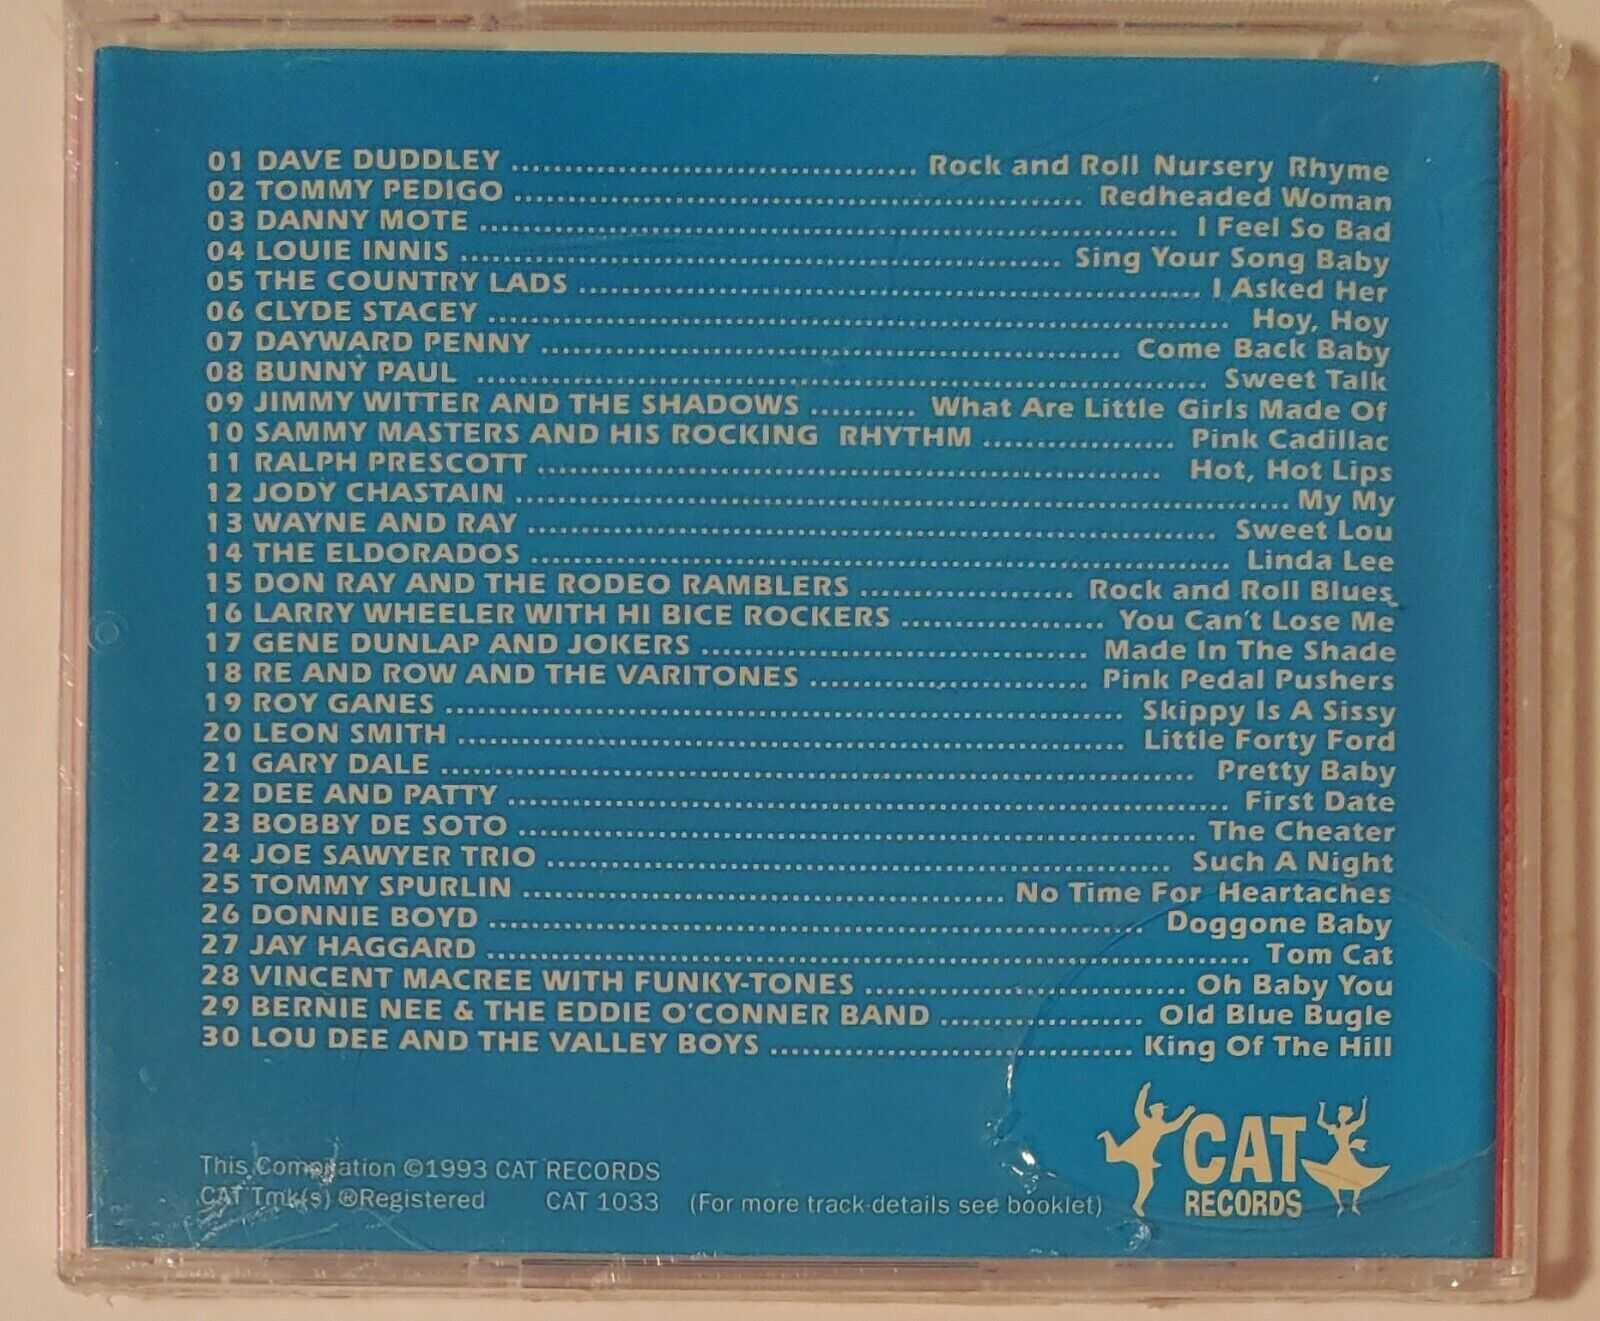 01 DAVE DUDDLEY ........ Rock and Roll Nursery Rhyme
02 TOMMY PEDIGO ........ Redheaded Woman
03 DANNY MOTE ........ I Feel So Bad
04 LOUIE INNIS ........ Sing Your Song Baby
05 THE COUNTRY LADS ........ I Asked Her
06 CLYDE STACEY ........ Hoy, Hoy
07 DAYWARD PENNY ........ Come Back Baby
08 BUNNY PAUL ........ Sweet Talk
09 JIMMY WITTER AND THE SHADOWS ........ What Are Little Girls Made Of
10 SAMMY MASTERS AND HIS ROCKING RHYTHM ........ Pink Cadillac
11 RALPH PRESCOTT ........ Hot, Hot Lips
12 JODY CHASTAIN ........ My My
13 WAYNE AND RAY ........ Sweet Lou
14 THE ELDORADOS ........ Linda Lee
15 DON RAY AND THE RODEO RAMBLERS ........ Rock and Roll Blues
16 LARRY WHEELER WITH HI BICE ROCKERS ........ You Can't Lose Me
17 GENE DUNLAP AND JOKERS ........ Made In The Shade
18 RE AND ROW AND THE VARITONES ........ Pink Pedal Pushers
19 ROY GANES ........ Skippy Is A Sissy
20 LEON SMITH ........ Little Forty Ford
21 GARY DALE ........ Pretty Baby
22 DEE AND PATTY ........ First Date
23 BOBBY DE SOTO ........ The Cheater
24 JOE SAWYER TRIO ........ Such A Night
25 TOMMY SPURLIN ........ No Time For Heartaches
26 DONNIE BOYD ........ Doggone Baby
27 JAY HAGGARD ........ Tom Cat
28 VINCENT MACREE WITH FUNKY-TONES ........ Oh Baby You
29 BERNIE NEE & THE EDDIE O'CONNER BAND ........ Old Blue Bugle
30 LOU DEE AND THE VALLEY BOYS ........ King Of The Hill
This Compilation ©1993 CAT RECORDS
CAT Tmk(s) ®Registered CAT 1033 (For more track details see booklet)
CAT
RECORDS